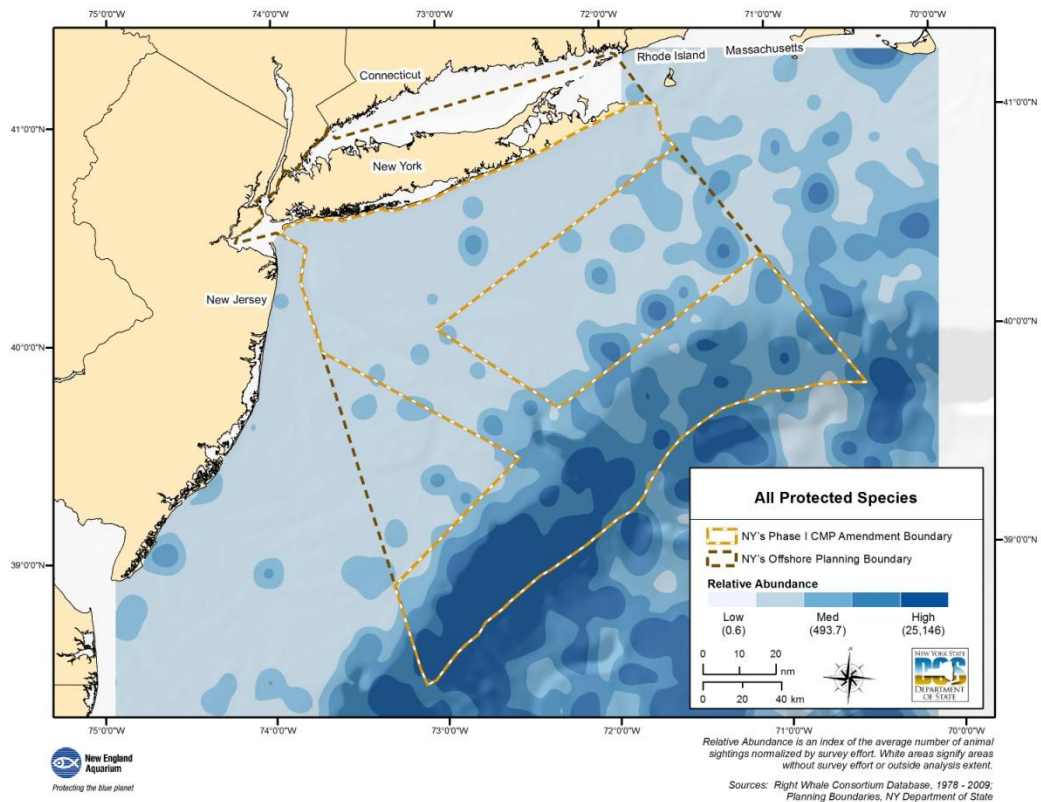 75°0'0"W 74°0'0"W 73°0'0"W 72°0'0"W 71°0'0"W 70°0'0"W
Rhode Island Massachusetts
Connecticut
41°0'0"N 41°0'0"N
New York
New Jersey
40°0'0"N 40°0'0"N
39°0'0"N 39°0'0"N
All Protected Species
NY's Phase I CMP Amendment Boundary
NY's Offshore Planning Boundary
Relative Abundance
Low Med High
(0.6) (493.7) (25,146)
0 10 20
nm
0 20 40
km
N
NEW YORK STATE
DOS
DEPARTMENT
OF STATE
75°0'0"W 74°0'0"W 73°0'0"W 72°0'0"W 71°0'0"W 70°0'0"W
New England
Aquarium
Protecting the blue planet
Relative Abundance is an index of the average number of animal
sightings normalized by survey effort. White areas signify areas
without survey effort or outside analysis extent.
Sources: Right Whale Consortium Database, 1978 - 2009;
Planning Boundaries, NY Department of State